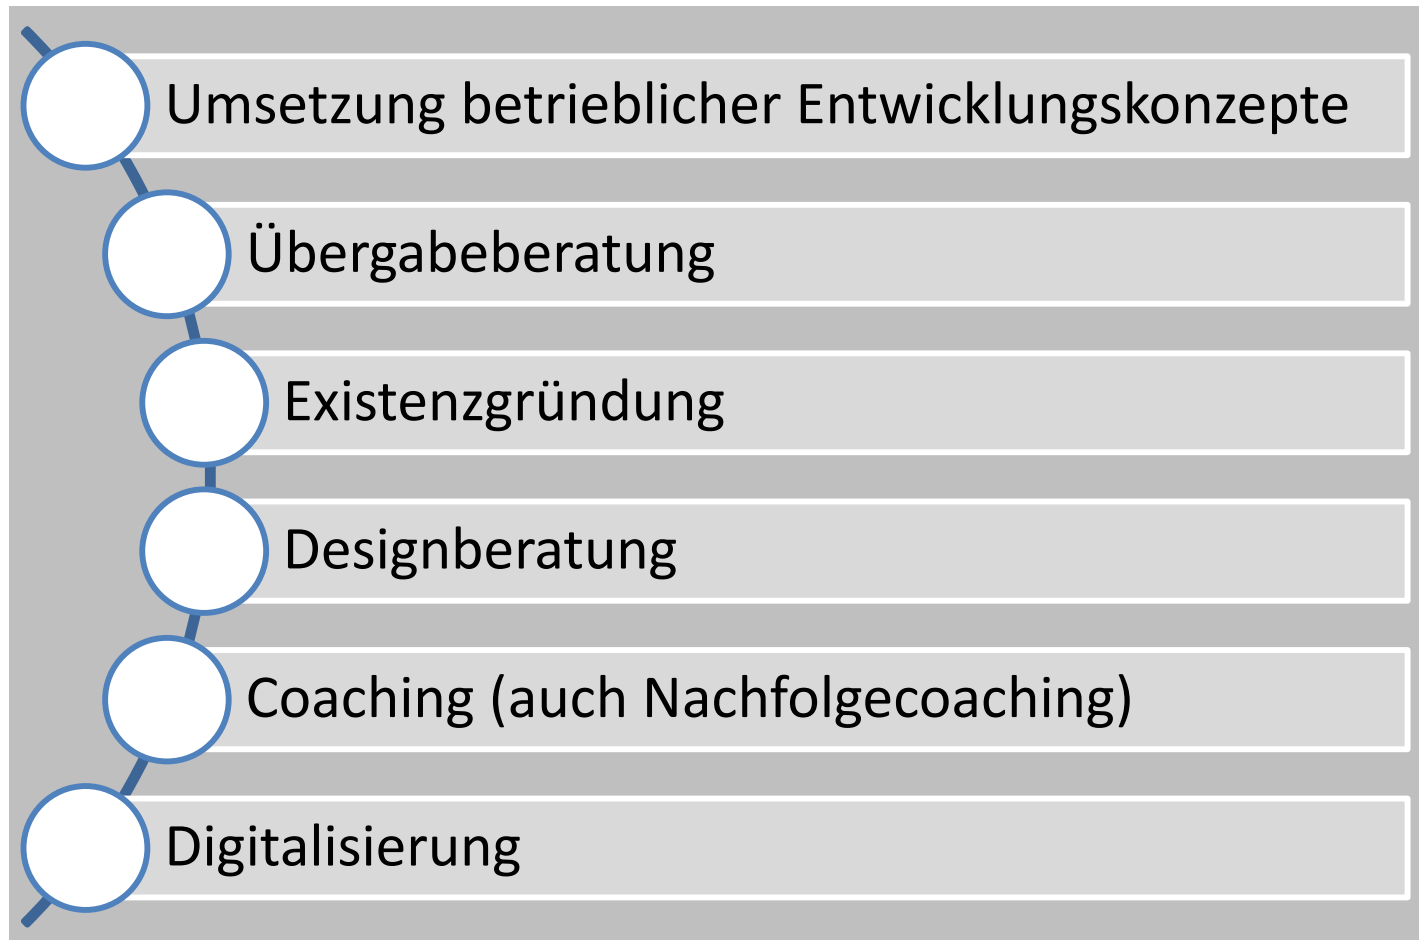 Umsetzung betrieblicher Entwicklungskonzepte
Übergabeberatung
Existenzgründung
Designberatung
Coaching (auch Nachfolgecoaching)
Digitalisierung